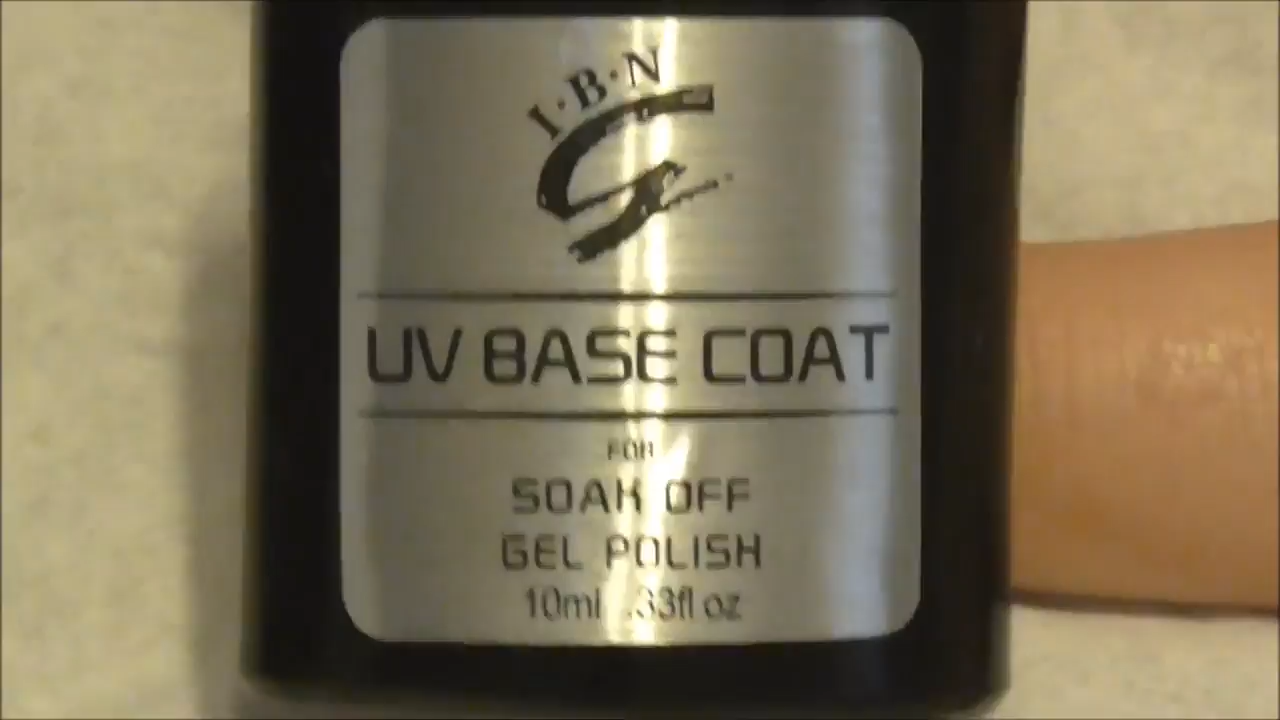 I·B·N
UV BASE COAT
FOR
SOAK OFF
GEL POLISH
10ml .33fl oz